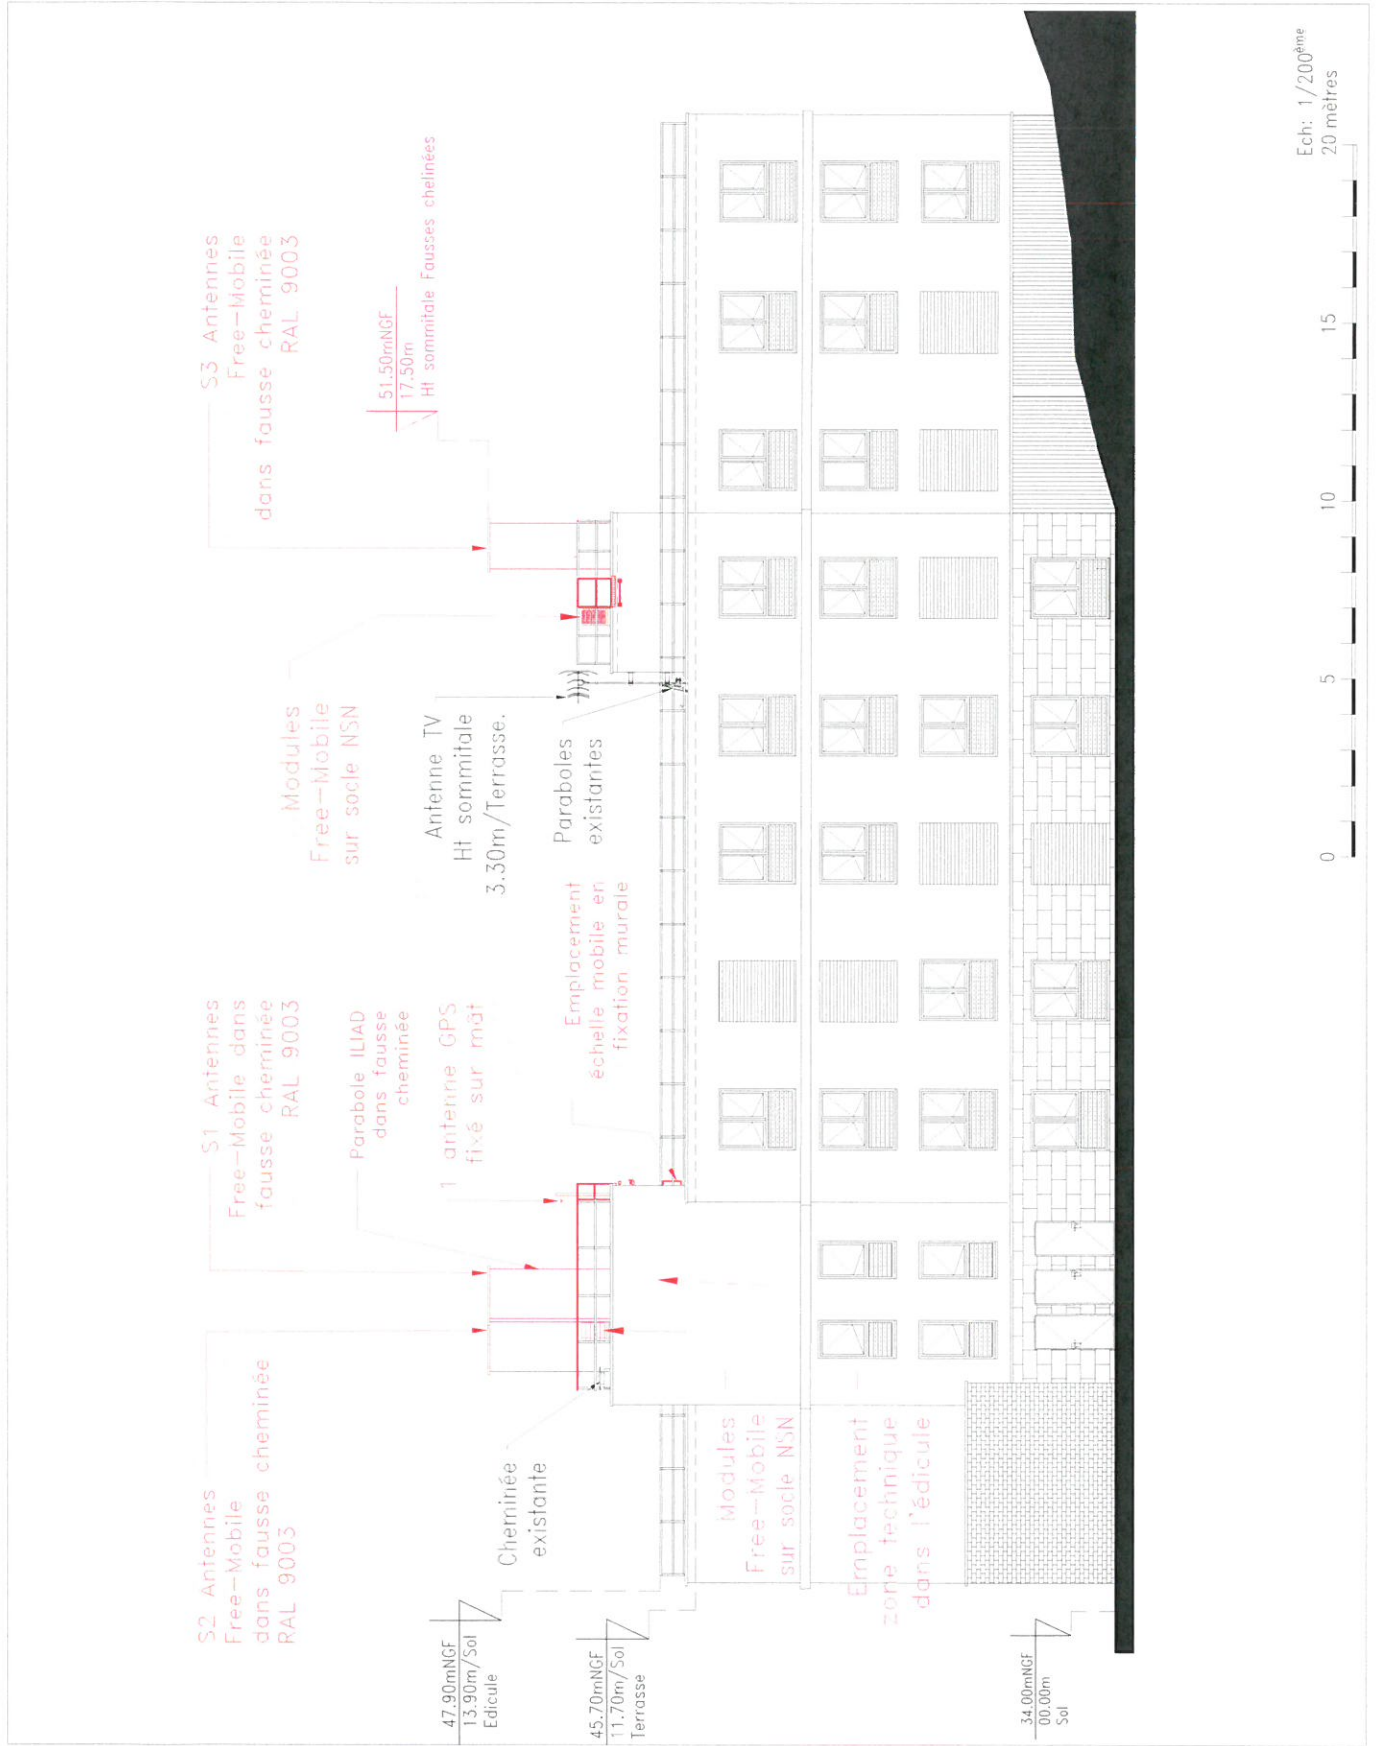 S2 Antennes
Free-Mobile
dans fausse cheminée
RAL 9003
S1 Antennes
Free-Mobile dans
fausse cheminée
RAL 9003
Parabole ILIAD
dans fausse
cheminée
1 antenne GPS
fixé sur mât
Modules
Free-Mobile
sur socle NSN
S3 Antennes
Free-Mobile
dans fausse cheminée
RAL 9003
51.50mNGF
17.50m
Ht sommitale Fausses cheminées
Antenne TV
Ht sommitale
3.30m/Terrasse.
Paraboles
existantes
Emplacement
échelle mobile en
fixation murale
Cheminée
existante
47.90mNGF
13.90m/Sol
Edicule
45.70mNGF
11.70m/Sol
Terrasse
Modules
Free-Mobile
sur socle NSN
Emplacement
zone technique
dans l'édicule
34.00mNGF
00.00m
Sol
Ech: 1/200ème
0 5 10 15 20 mètres